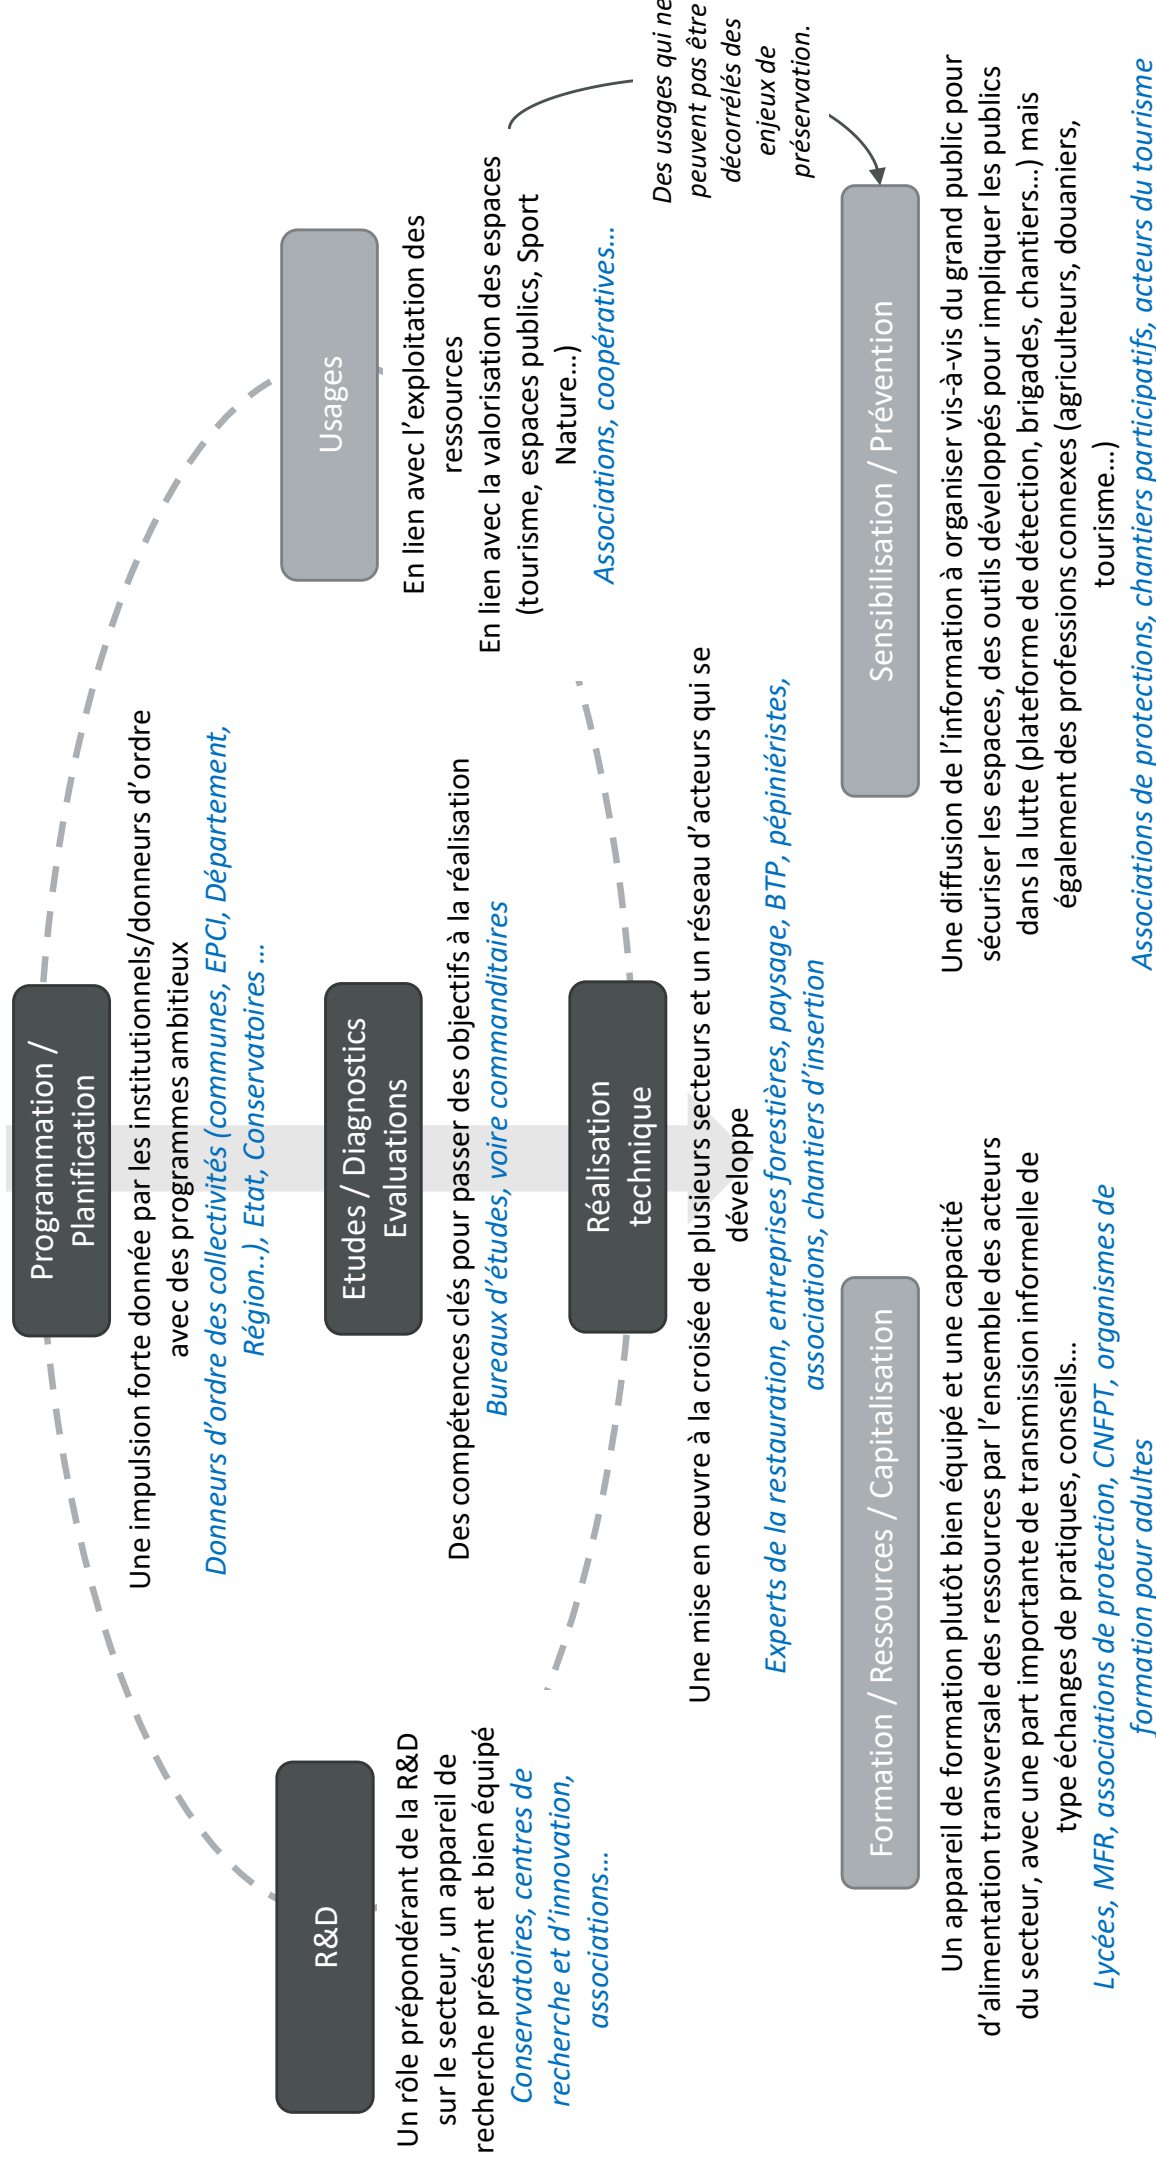 Programmation /
Planification
Une impulsion forte donnée par les institutionnels/donneurs d’ordre
avec des programmes ambitieux
Donneurs d’ordre des collectivités (communes, EPCI, Département,
Région..), Etat, Conservatoires …
R&D
Un rôle prépondérant de la R&D
sur le secteur, un appareil de
recherche présent et bien équipé
Conservatoires, centres de
recherche et d’innovation,
associations…
Etudes / Diagnostics
Evaluations
Des compétences clés pour passer des objectifs à la réalisation
Bureaux d’études, voire commanditaires
Usages
En lien avec l’exploitation des
ressources
En lien avec la valorisation des espaces
(tourisme, espaces publics, Sport
Nature…)
Associations, coopératives…
Réalisation
technique
Une mise en œuvre à la croisée de plusieurs secteurs et un réseau d’acteurs qui se
développe
Experts de la restauration, entreprises forestières, paysage, BTP, pépiniéristes,
associations, chantiers d’insertion
Des usages qui ne
peuvent pas être
décorrélés des
enjeux de
préservation.
Formation / Ressources / Capitalisation
Un appareil de formation plutôt bien équipé et une capacité
d’alimentation transversale des ressources par l’ensemble des acteurs
du secteur, avec une part importante de transmission informelle de
type échanges de pratiques, conseils…
Lycées, MFR, associations de protection, CNFPT, organismes de
formation pour adultes
Sensibilisation / Prévention
Une diffusion de l’information à organiser vis-à-vis du grand public pour
sécuriser les espaces, des outils développés pour impliquer les publics
dans la lutte (plateforme de détection, brigades, chantiers…) mais
également des professions connexes (agriculteurs, douaniers,
tourisme…)
Associations de protections, chantiers participatifs, acteurs du tourisme